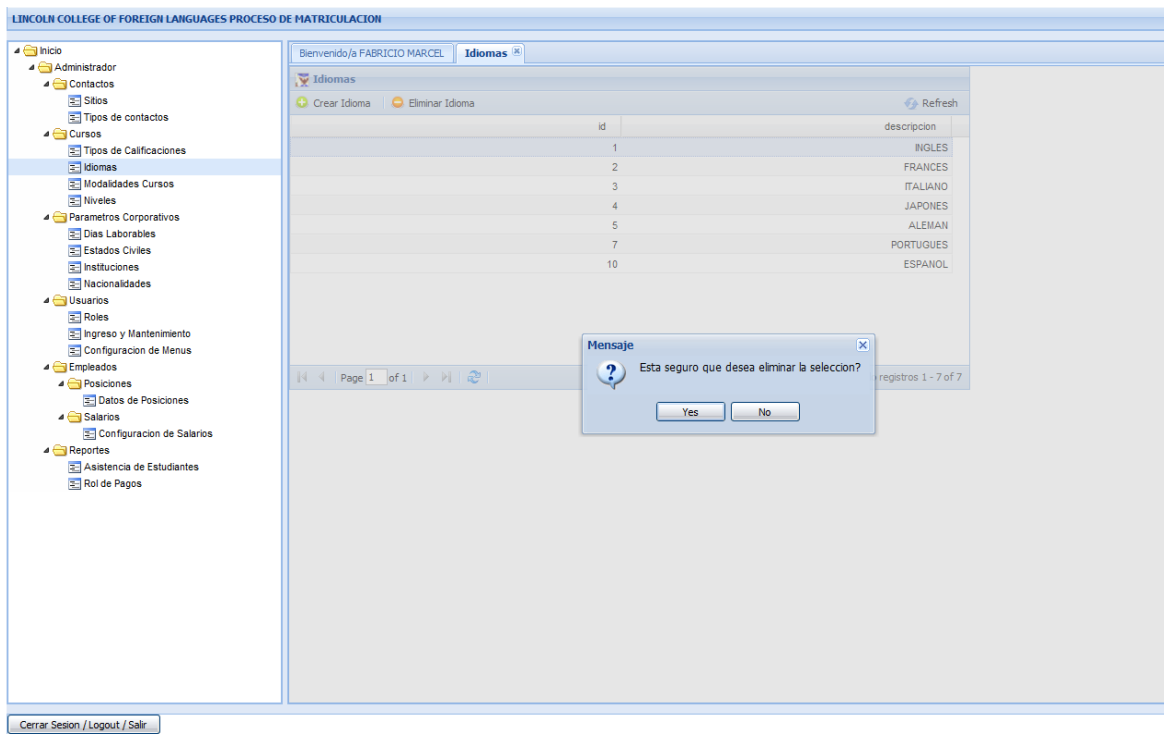 LINCOLN COLLEGE OF FOREIGN LANGUAGES PROCESO DE MATRICULACION
Inicio
Administrador
Contactos
Sitios
Tipos de contactos
Cursos
Tipos de Calificaciones
Idiomas
Modalidades Cursos
Niveles
Parametros Corporativos
Dias Laborables
Estados Civiles
Instituciones
Nacionalidades
Usuarios
Roles
Ingreso y Mantenimiento
Configuracion de Menus
Empleados
Posiciones
Datos de Posiciones
Salarios
Configuracion de Salarios
Reportes
Asistencia de Estudiantes
Rol de Pagos
Bienvenido/a FABRICIO MARCEL Idiomas
Idiomas
Crear Idioma Eliminar Idioma Refresh
id descripcion
1 INGLES
2 FRANCES
3 ITALIANO
4 JAPONES
5 ALEMAN
7 PORTUGUES
10 ESPANOL
Page 1 of 1 registros 1 - 7 of 7
Mensaje
Esta seguro que desea eliminar la seleccion?
Yes No
Cerrar Sesion / Logout / Salir